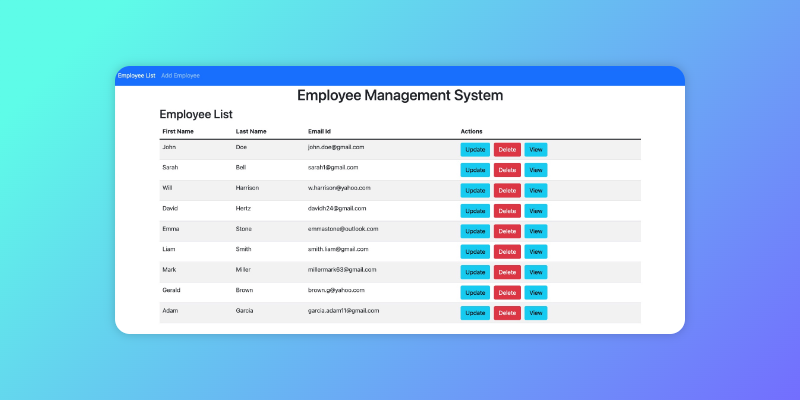 Employee List Add Employee
Employee Management System
Employee List
First Name Last Name Email Id Actions
John Doe john.doe@gmail.com Update Delete View
Sarah Bell sarah1@gmail.com Update Delete View
Will Harrison w.harrison@yahoo.com Update Delete View
David Hertz davidh24@gmail.com Update Delete View
Emma Stone emmastone@outlook.com Update Delete View
Liam Smith smith.liam@gmail.com Update Delete View
Mark Miller millermark63@gmail.com Update Delete View
Gerald Brown brown.g@yahoo.com Update Delete View
Adam Garcia garcia.adam11@gmail.com Update Delete View